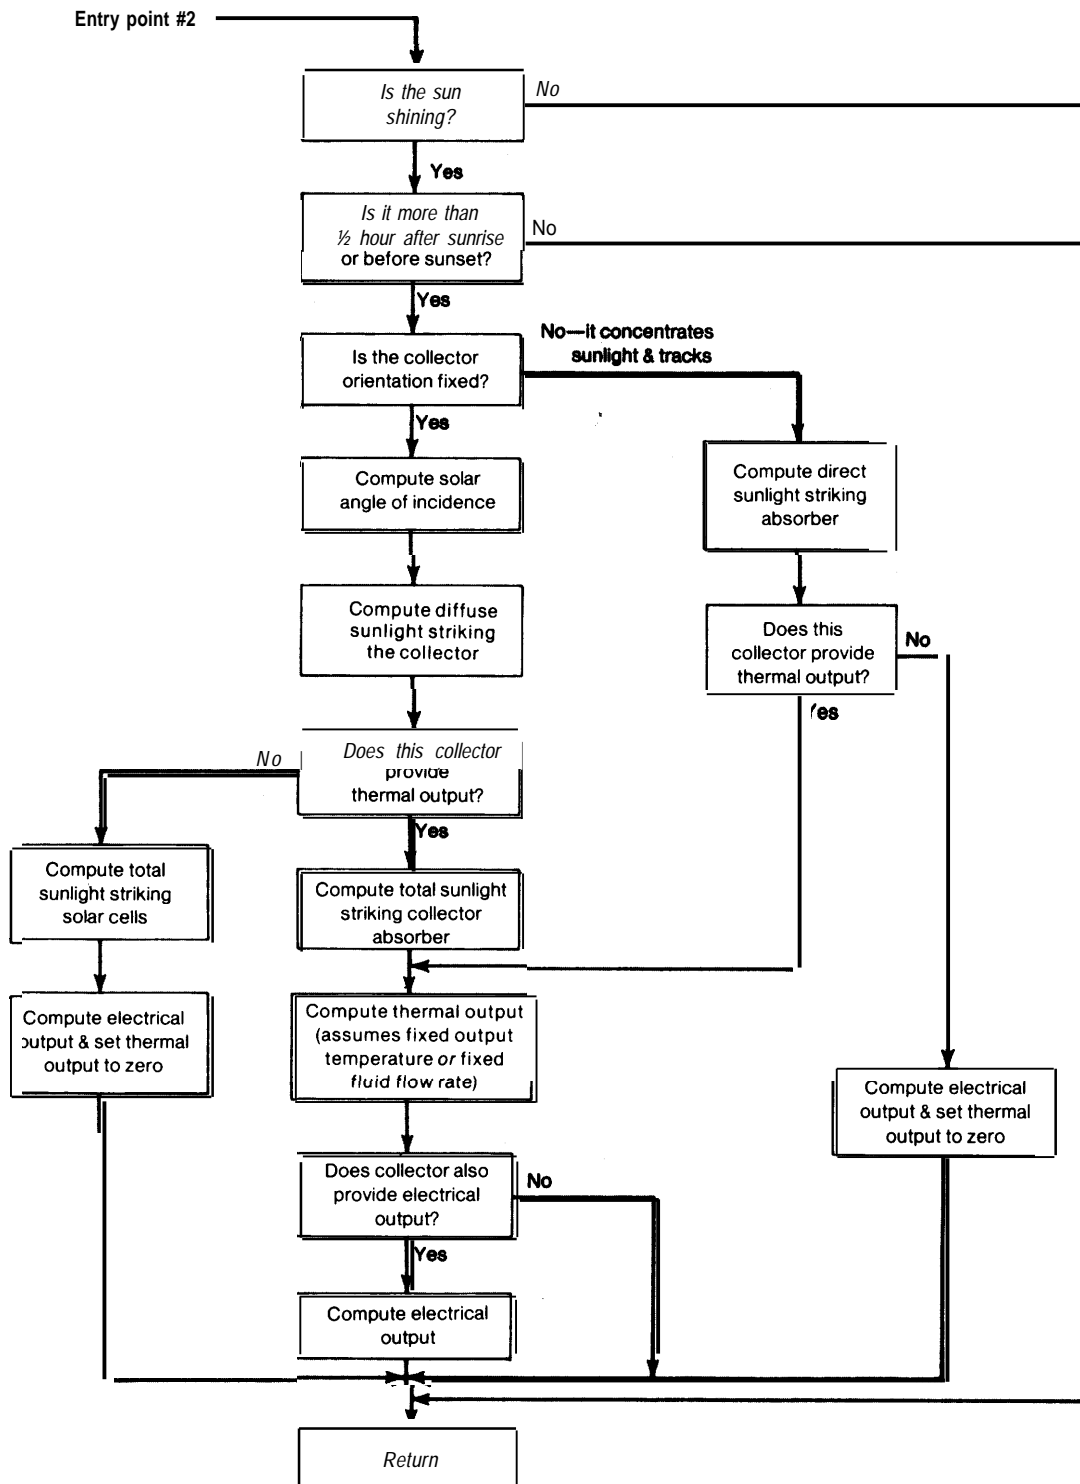 Entry point #2
Is the sun
shining?
No
Yes
Is it more than
½ hour after sunrise
or before sunset?
No
Yes
Is the collector
orientation fixed?
No—it concentrates
sunlight & tracks
Yes
Compute solar
angle of incidence
Compute direct
sunlight striking
absorber
Compute diffuse
sunlight striking
the collector
Does this
collector provide
thermal output?
No
Yes
Does this collector
provide
thermal output?
No
Yes
Compute total
sunlight striking
solar cells
Compute total sunlight
striking collector
absorber
Compute electrical
output & set thermal
output to zero
Compute thermal output
(assumes fixed output
temperature or fixed
fluid flow rate)
Compute electrical
output & set thermal
output to zero
Does collector also
provide electrical
output?
No
Yes
Compute electrical
output
Return